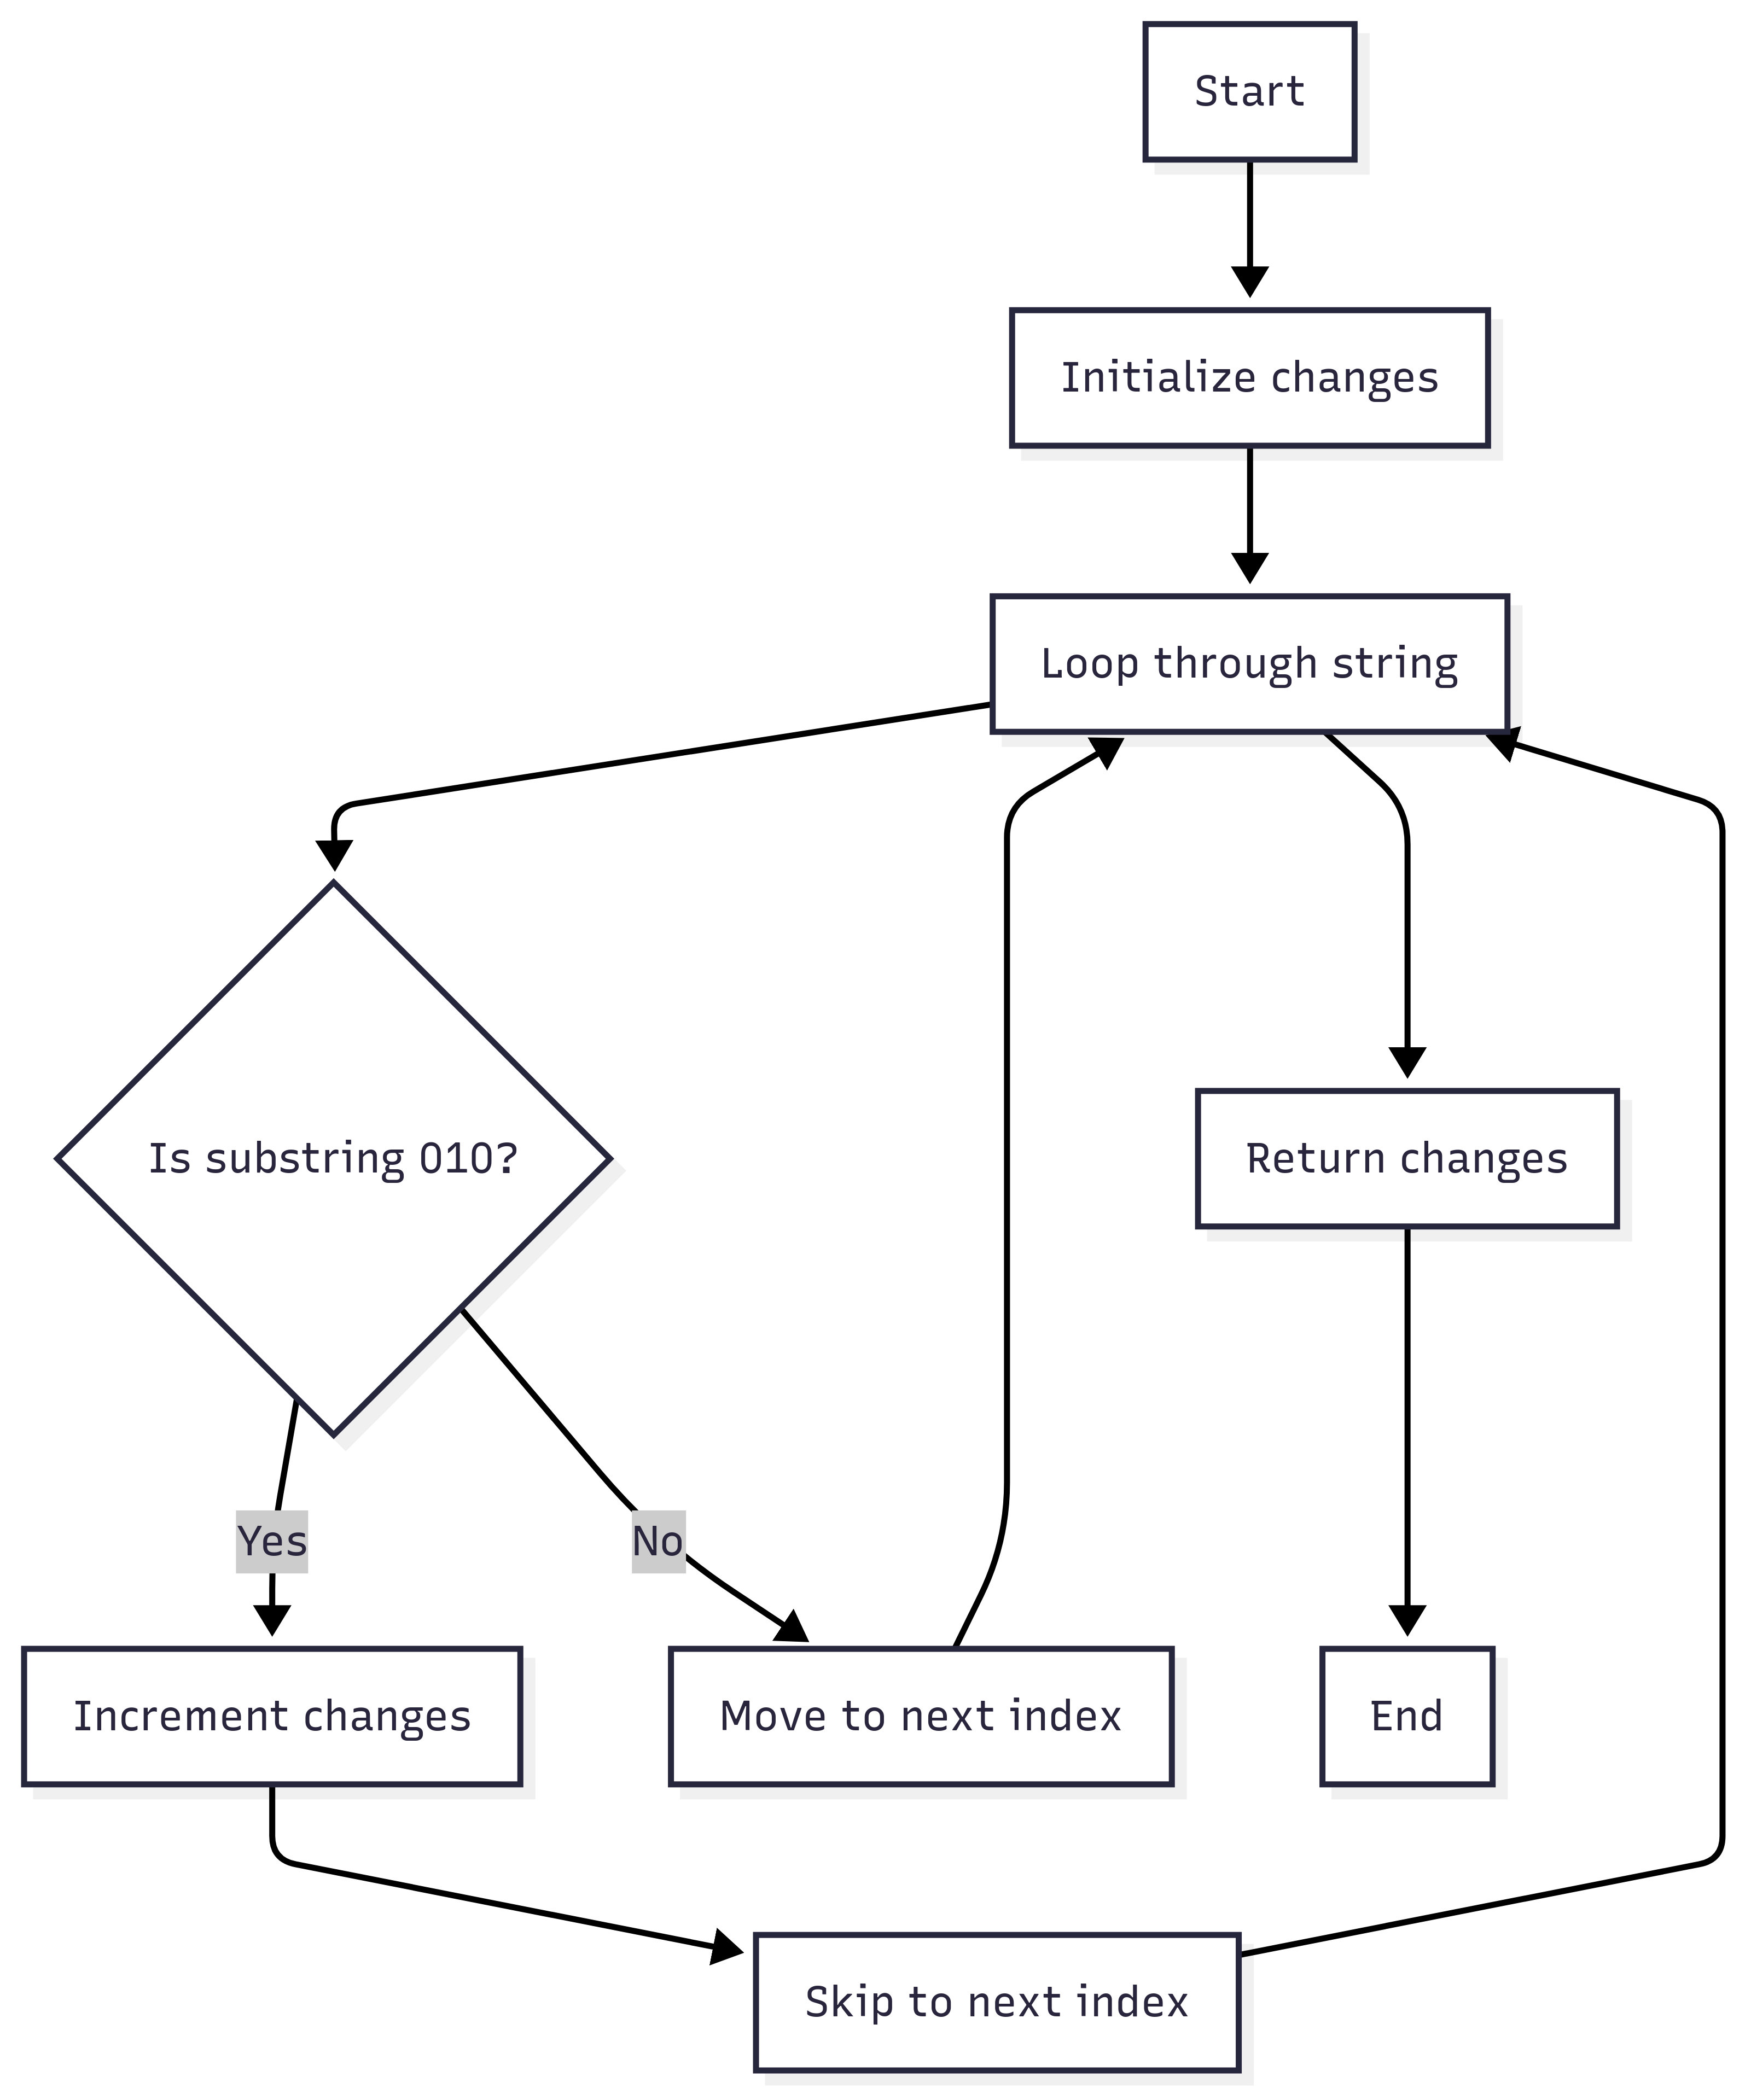 Start
Initialize changes
Loop through string
Is substring 010?
Return changes
Yes
No
Increment changes
Move to next index
End
Skip to next index